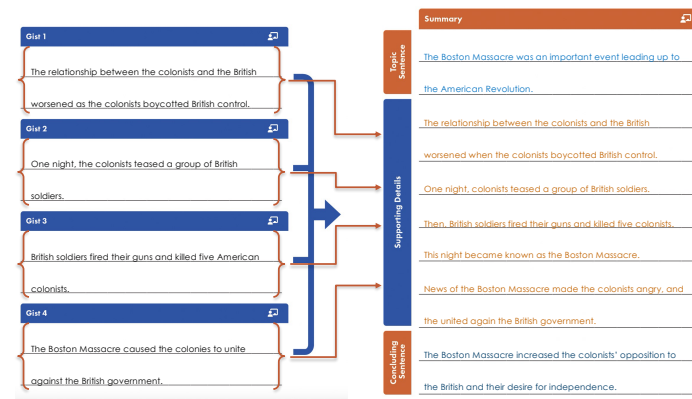 Gist 1
The relationship between the colonists and the British
worsened as the colonists boycotted British control.
Gist 2
One night, the colonists teased a group of British
soldiers.
Gist 3
British soldiers fired their guns and killed five American
colonists.
Gist 4
The Boston Massacre caused the colonies to unite
against the British government.
Summary
Topic
Sentence
The Boston Massacre was an important event leading up to
the American Revolution.
Supporting Details
The relationship between the colonists and the British
worsened when the colonists boycotted British control.
One night, colonists teased a group of British soldiers.
Then, British soldiers fired their guns and killed five colonists.
This night became known as the Boston Massacre.
News of the Boston Massacre made the colonists angry, and
the united again the British government.
Concluding
Sentence
The Boston Massacre increased the colonists' opposition to
the British and their desire for independence.